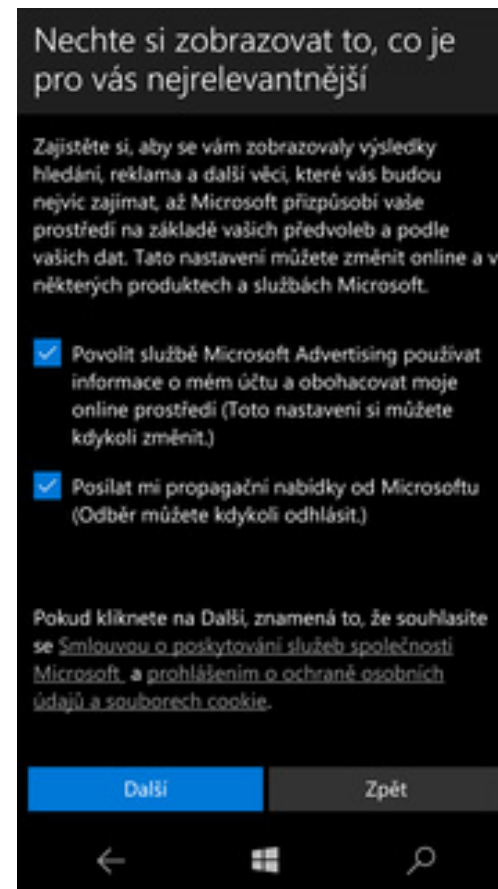 Nechte si zobrazovat to, co je
pro vás nejrelevantnější
Zajistěte si, aby se vám zobrazovaly výsledky
hledání, reklama a další věci, které vás budou
nejvíc zajímat, až Microsoft přizpůsobí vaše
prostředí na základě vašich předvoleb a podle
vašich dat. Tato nastavení můžete změnit online a v
některých produktech a službách Microsoft.
Povolit službě Microsoft Advertising používat
informace o mém účtu a obohacovat moje
online prostředí (Toto nastavení si můžete
kdykoli změnit.)
Posílat mi propagační nabídky od Microsoftu
(Odběr můžete kdykoli odhlásit.)
Pokud kliknete na Další, znamená to, že souhlasíte
se Smlouvou o poskytování služeb společnosti
Microsoft a prohlášením o ochraně osobních
údajů a souborech cookie.
Další
Zpět